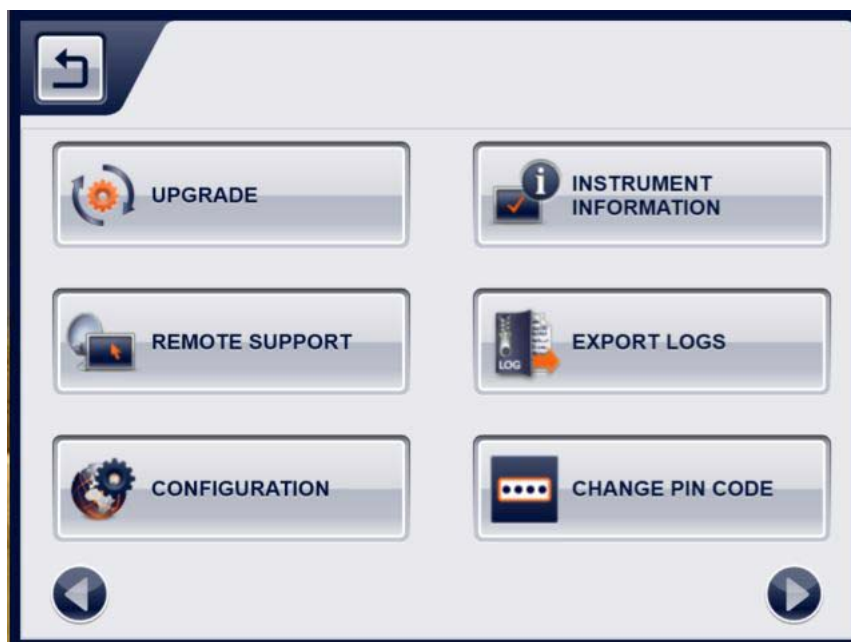 UPGRADE
INSTRUMENT
INFORMATION
REMOTE SUPPORT
EXPORT LOGS
LOG
CONFIGURATION
CHANGE PIN CODE